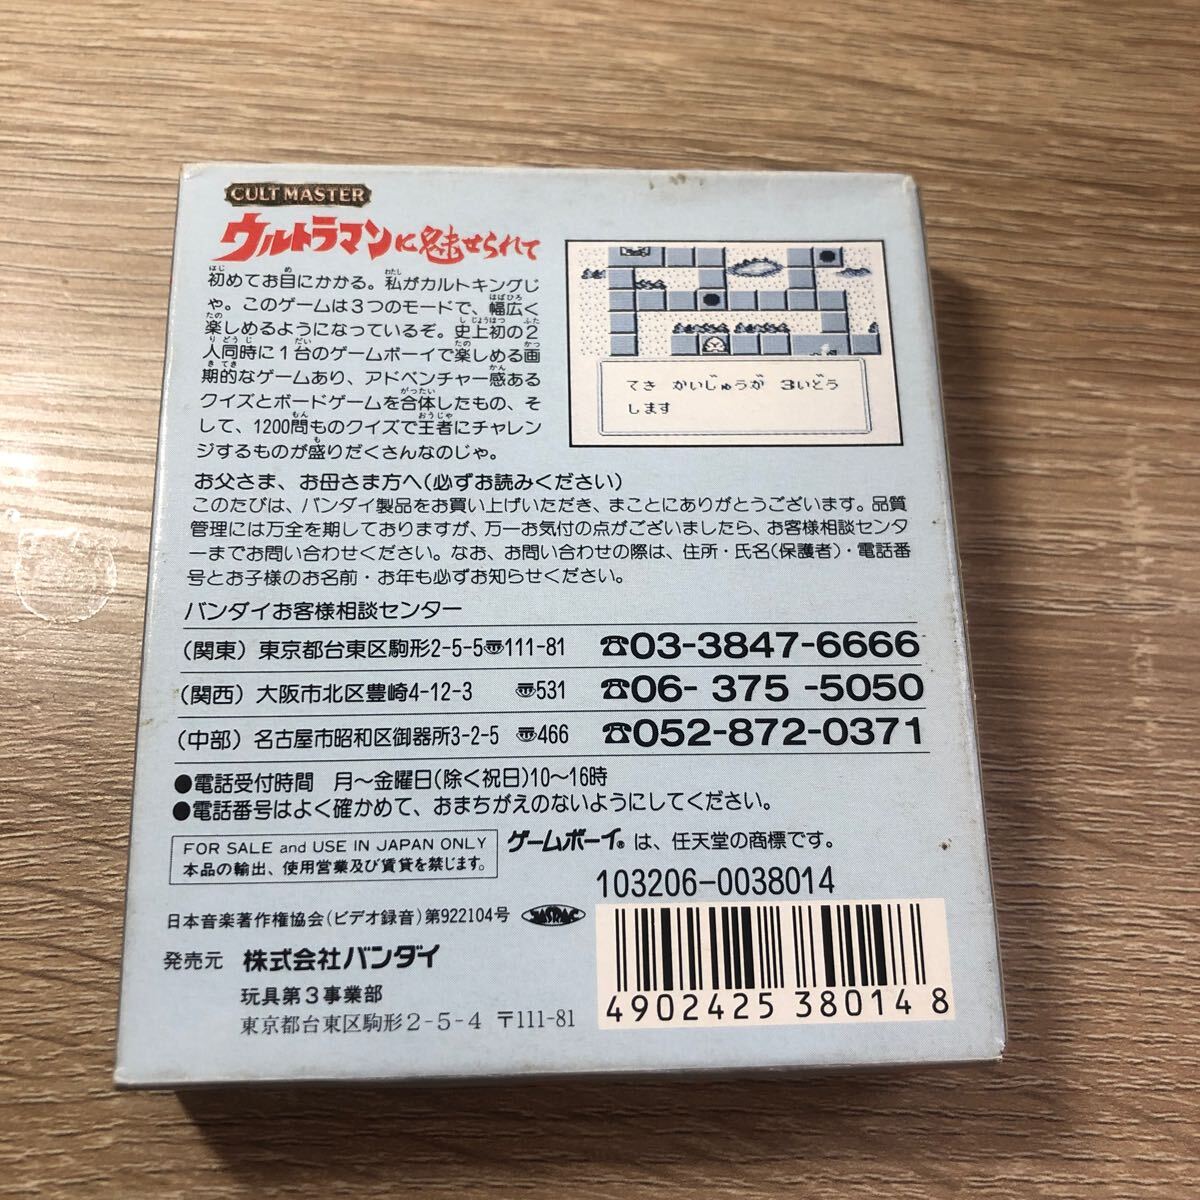 CULT MASTER
ウルトラマンに魅せられて
初めてお目にかかる。私がカルトキングじ
ゃ。このゲームは3つのモードで、幅広く
楽しめるようになっているぞ。史上初の2
人同時に1台のゲームボーイで楽しめる画
期的なゲームあり、アドベンチャー感ある
クイズとボードゲームを合体したもの、そ
して、1200問ものクイズで王者にチャレン
ジするものが盛りだくさんなのじゃ。
てき かいじゅうが 3いどう
します
お父さま、お母さま方へ(必ずお読みください)
このたびは、バンダイ製品をお買い上げいただき、まことにありがとうございます。品質
管理には万全を期しておりますが、万一お気付の点がございましたら、お客様相談センタ
ーまでお問い合わせください。なお、お問い合わせの際は、住所・氏名(保護者)・電話番
号とお子様のお名前・お年も必ずお知らせください。
バンダイお客様相談センター
(関東) 東京都台東区駒形2-5-5〠111-81 ☎03-3847-6666
(関西) 大阪市北区豊崎4-12-3 〠531 ☎06-375-5050
(中部) 名古屋市昭和区御器所3-2-5 〠466 ☎052-872-0371
●電話受付時間 月〜金曜日(除く祝日)10〜16時
●電話番号はよく確かめて、おまちがえのないようにしてください。
FOR SALE and USE IN JAPAN ONLY
本品の輸出、使用営業及び賃貸を禁じます。
ゲームボーイ® は、任天堂の商標です。
103206-0038014
日本音楽著作権協会(ビデオ録音)第922104号 JASRAC
発売元 株式会社バンダイ
玩具第3事業部
東京都台東区駒形2-5-4 〒111-81
4902425380148